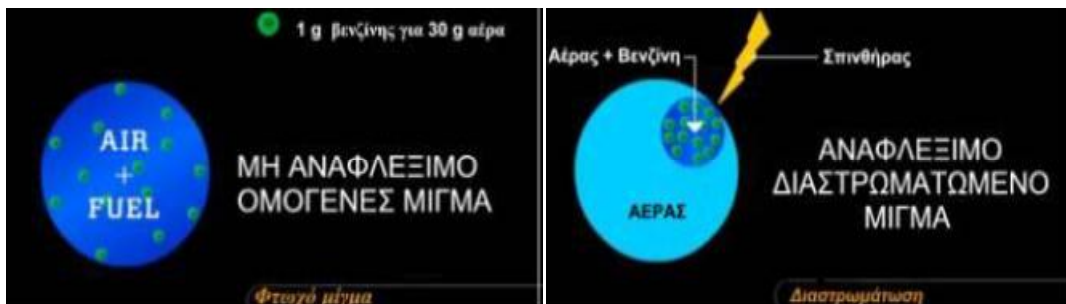 1 g βενζίνης για 30 g αέρα
AIR
+
FUEL
ΜΗ ΑΝΑΦΛΕΞΙΜΟ
ΟΜΟΓΕΝΕΣ ΜΙΓΜΑ
Φτωχό μίγμα
Αέρας + Βενζίνη
Σπινθήρας
ΑΕΡΑΣ
ΑΝΑΦΛΕΞΙΜΟ
ΔΙΑΣΤΡΩΜΑΤΩΜΕΝΟ
ΜΙΓΜΑ
Διαστρωμάτωση